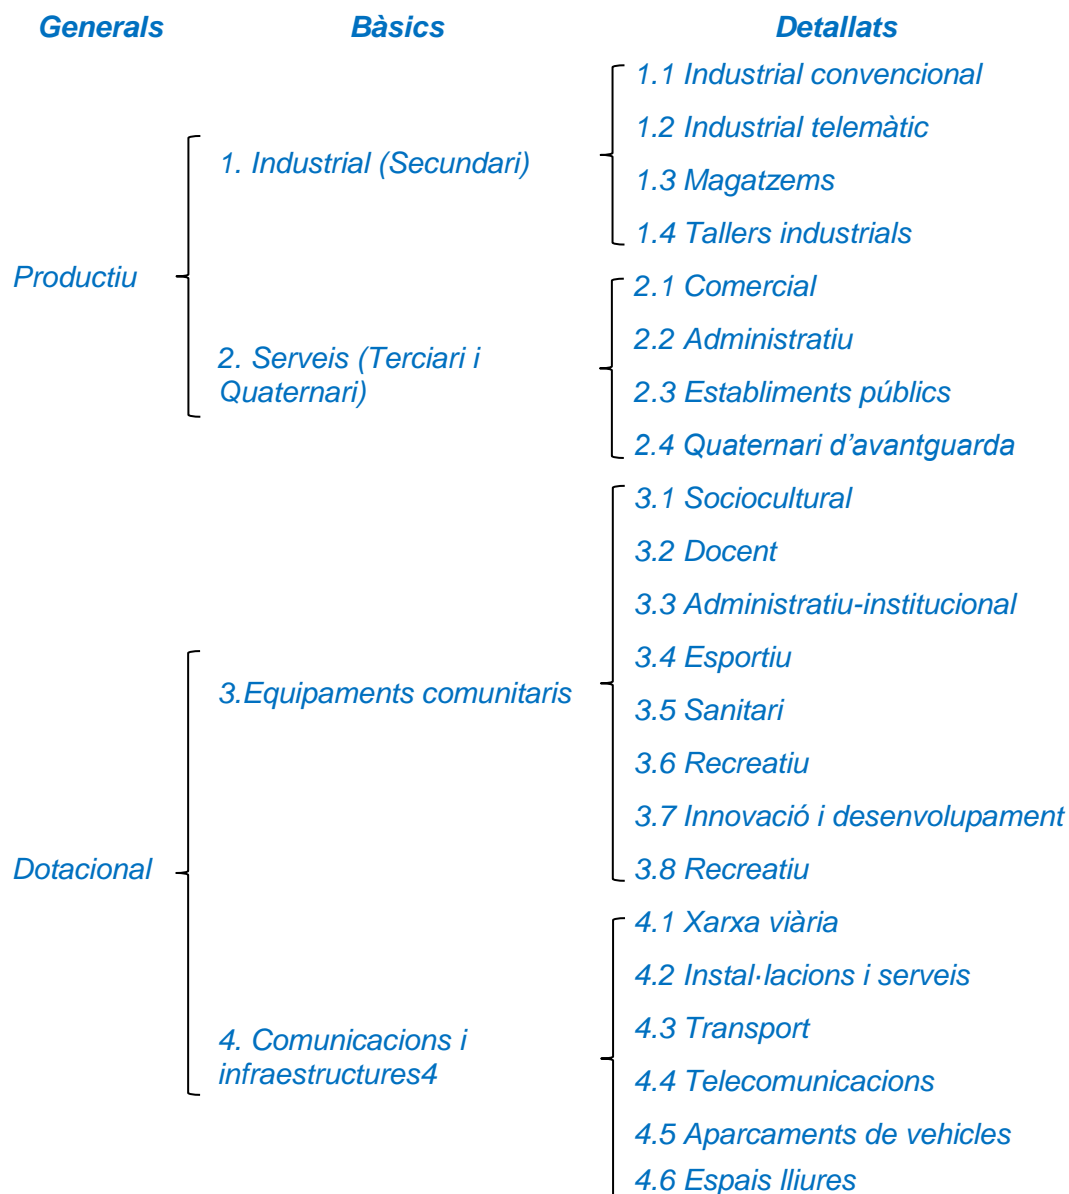 Generals Bàsics Detallats
1.1 Industrial convencional
1.2 Industrial telemàtic
1. Industrial (Secundari)
1.3 Magatzems
1.4 Tallers industrials
Productiu
2.1 Comercial
2.2 Administratiu
2. Serveis (Terciari i
Quaternari)
2.3 Establiments públics
2.4 Quaternari d’avantguarda
3.1 Sociocultural
3.2 Docent
3.3 Administratiu-institucional
3.4 Esportiu
3.Equipaments comunitaris
3.5 Sanitari
3.6 Recreatiu
3.7 Innovació i desenvolupament
Dotacional
3.8 Recreatiu
4.1 Xarxa viària
4.2 Instal·lacions i serveis
4.3 Transport
4. Comunicacions i
infraestructures4
4.4 Telecomunicacions
4.5 Aparcaments de vehicles
4.6 Espais lliures